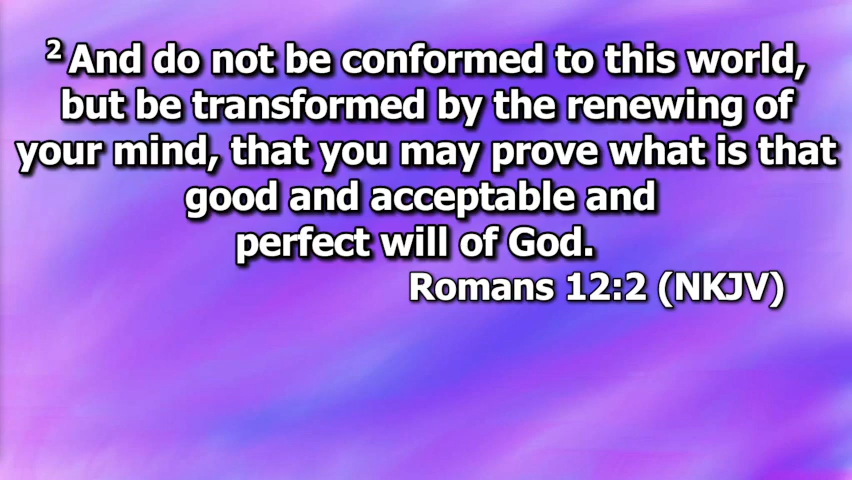 2 And do not be conformed to this world,
but be transformed by the renewing of
your mind, that you may prove what is that
good and acceptable and
perfect will of God.
Romans 12:2 (NKJV)